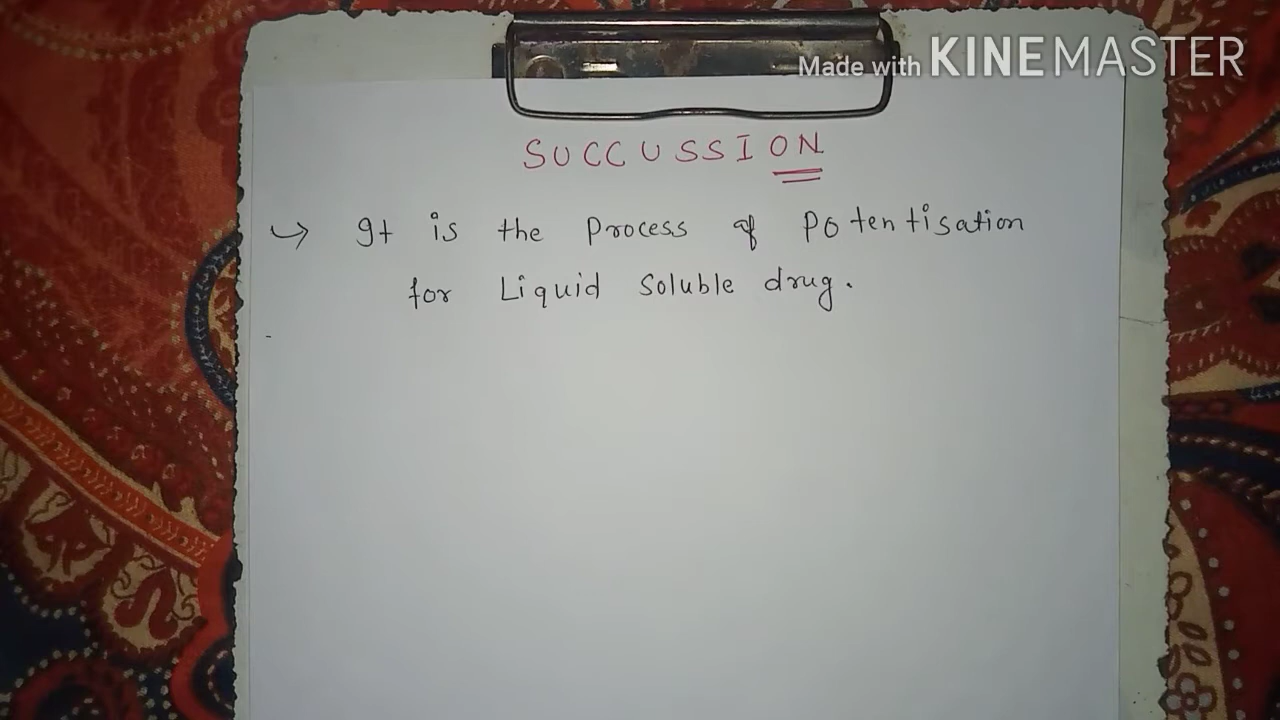 Made with KINEMASTER
SUCCUSSION
→ It is the Process of Potentisation
for Liquid Soluble drug.
-